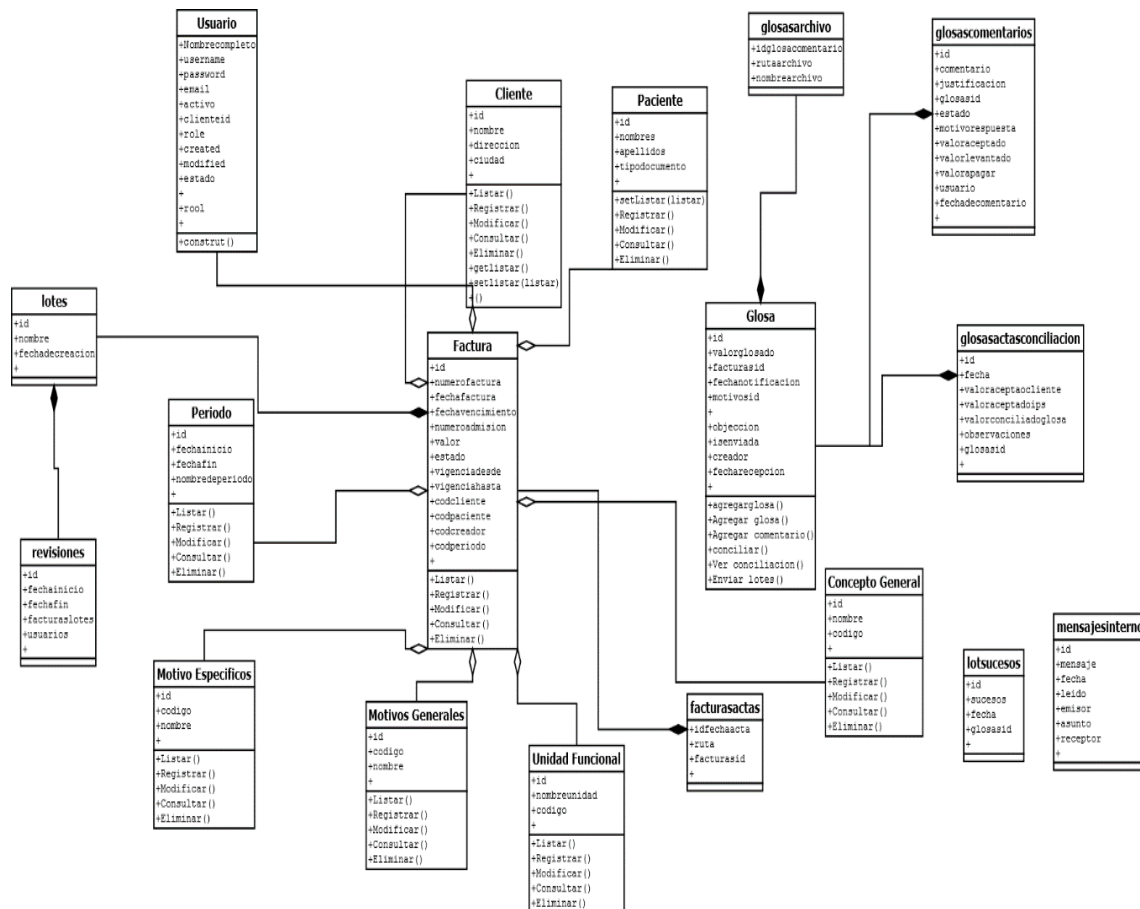 Usuario
+Nombrecompleto
+username
+password
+email
+activo
+clienteid
+role
+created
+modified
+estado
+
+rool
+
+construt()
Cliente
+id
+nombre
+direccion
+ciudad
+
+Listar()
+Registrar()
+Modificar()
+Consultar()
+Eliminar()
+getlistar()
+setlistar(listar)
+()
Paciente
+id
+nombres
+apellidos
+tipodocumento
+
+setListar(listar)
+Registrar()
+Modificar()
+Consultar()
+Eliminar()
glosasarchivo
+idglosacomentario
+rutaarchivo
+nombrearchivo
glosascomentarios
+id
+comentario
+justificacion
+glosasid
+estado
+motivorespuesta
+valoraceptado
+valorlevantado
+valorapagar
+usuario
+fechadecomentario
+
lotes
+id
+nombre
+fechadecreacion
+
Periodo
+id
+fechainicio
+fechafin
+nombredeperiodo
+
+Listar()
+Registrar()
+Modificar()
+Consultar()
+Eliminar()
Factura
+id
+numerofactura
+fechafactura
+fechavencimiento
+numeroadmision
+valor
+estado
+vigenciadesde
+vigenciahasta
+codcliente
+codpaciente
+codcreador
+codperiodo
+
+Listar()
+Registrar()
+Modificar()
+Consultar()
+Eliminar()
Glosa
+id
+valorglosado
+facturasid
+fechanotificacion
+motivosid
+
+objeccion
+isenviada
+creador
+fecharecepcion
+
+agregarglosa()
+Agregar glosa()
+Agregar comentario()
+conciliar()
+Ver conciliacion()
+Enviar lotes()
glosasactasconciliacion
+id
+fecha
+valoraceptaocliente
+valoraceptadoips
+valorconciliadoglosa
+observaciones
+glosasid
+
revisiones
+id
+fechainicio
+fechafin
+facturaslotes
+usuarios
+
Motivo Especificos
+id
+codigo
+nombre
+
+Listar()
+Registrar()
+Modificar()
+Consultar()
+Eliminar()
Motivos Generales
+id
+codigo
+nombre
+
+Listar()
+Registrar()
+Modificar()
+Consultar()
+Eliminar()
Unidad Funcional
+id
+nombreunidad
+codigo
+
+Listar()
+Registrar()
+Modificar()
+Consultar()
+Eliminar()
facturasactas
+idfechaacta
+ruta
+facturasid
+
Concepto General
+id
+nombre
+codigo
+
+Listar()
+Registrar()
+Modificar()
+Consultar()
+Eliminar()
lotsucesos
+id
+sucesos
+fecha
+glosasid
+
mensajesinterno
+id
+mensaje
+fecha
+leido
+emisor
+asunto
+receptor
+